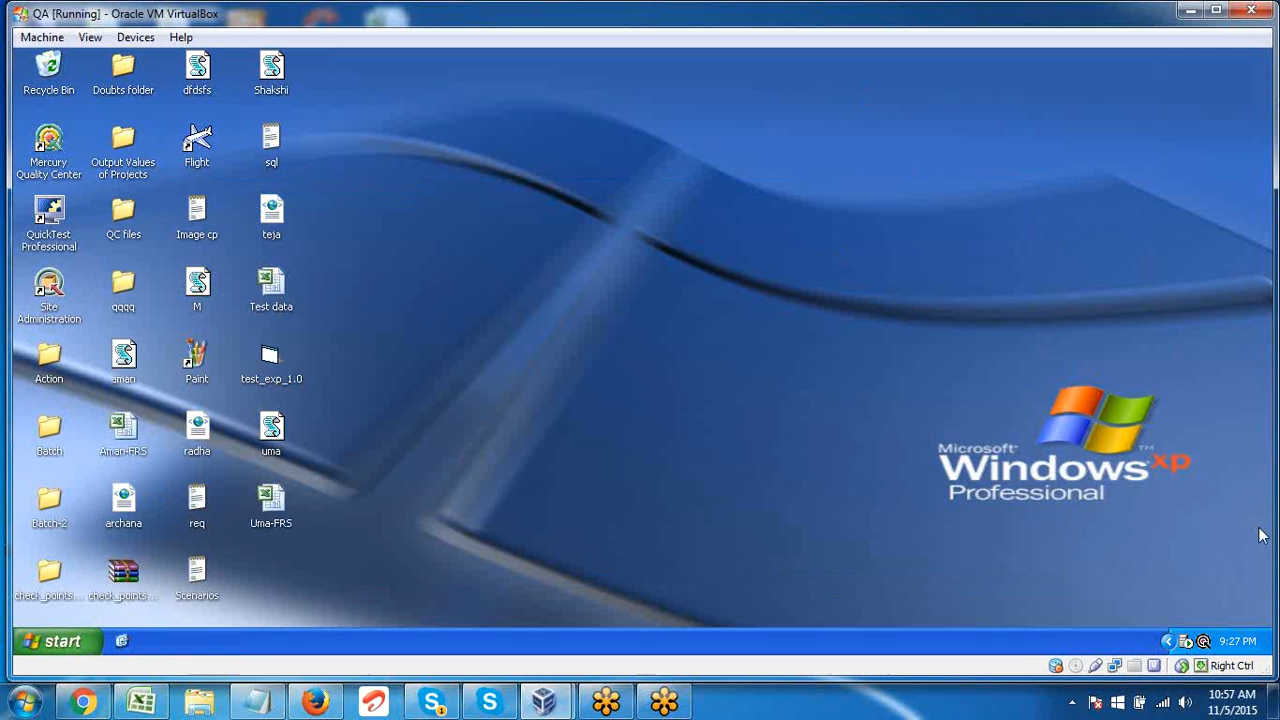 QA [Running] - Oracle VM VirtualBox
Machine View Devices Help
Recycle Bin
Doubts folder
dfdsfs
Shakshi
Mercury
Quality Center
Output Values
of Projects
Flight
sql
QuickTest
Professional
QC files
Image cp
teja
Site
Administration
qqqq
M
Test data
Action
aman
Paint
test_exp_1.0
Batch
Aman-FRS
radha
uma
Batch-2
archana
req
Uma-FRS
check_points...
check_points...
Scenarios
Microsoft
Windows xp
Professional
start
9:27 PM
Right Ctrl
10:57 AM
11/5/2015